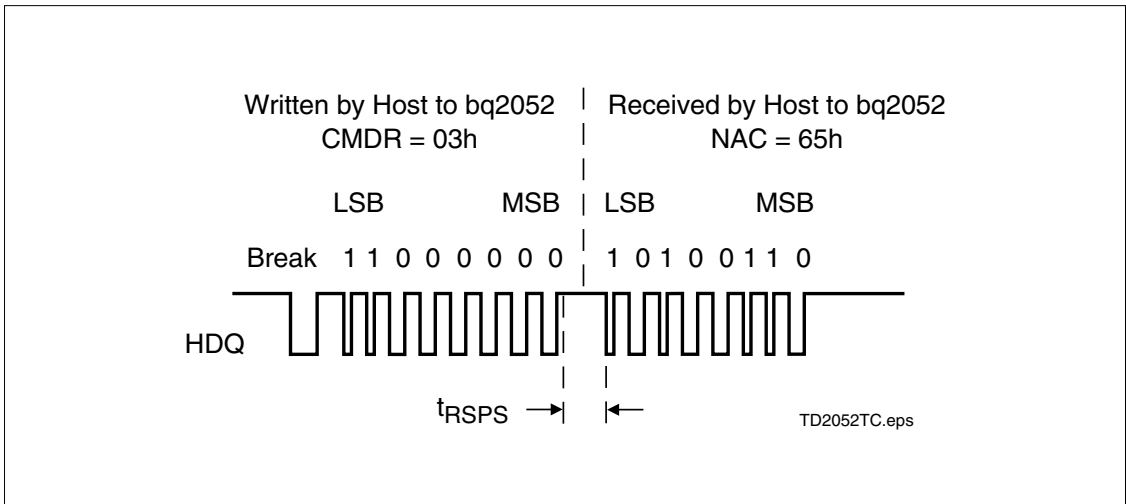 Written by Host to bq2052
CMDR = 03h
Received by Host to bq2052
NAC = 65h
LSB MSB LSB MSB
Break 1 1 0 0 0 0 0 0 1 0 1 0 0 1 1 0
HDQ
tRSPS
TD2052TC.eps